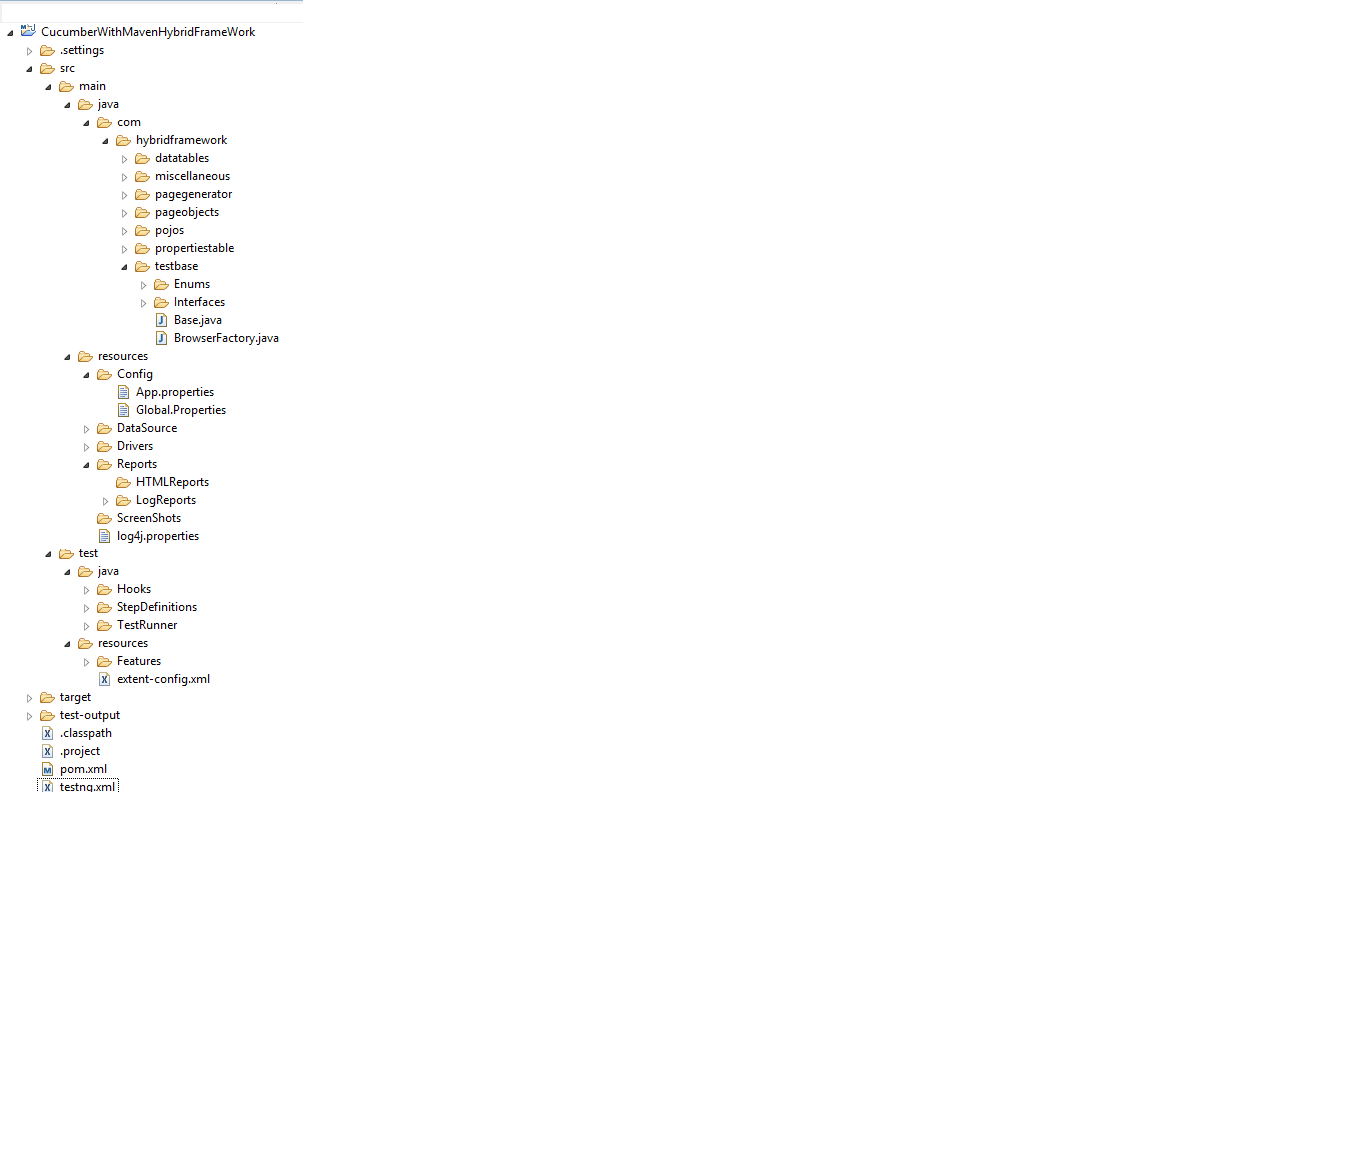 CucumberWithMavenHybridFrameWork
.settings
src
main
java
com
hybridframework
datatables
miscellaneous
pagegenerator
pageobjects
pojos
propertiestable
testbase
Enums
Interfaces
Base.java
BrowserFactory.java
resources
Config
App.properties
Global.Properties
DataSource
Drivers
Reports
HTMLReports
LogReports
ScreenShots
log4j.properties
test
java
Hooks
StepDefinitions
TestRunner
resources
Features
extent-config.xml
target
test-output
.classpath
.project
pom.xml
testng.xml